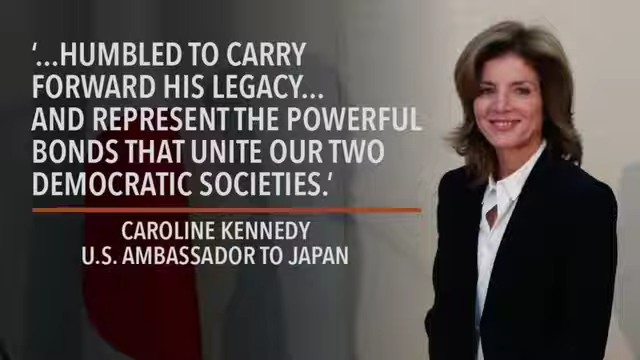 ‘...HUMBLED TO CARRY
FORWARD HIS LEGACY...
AND REPRESENT THE POWERFUL
BONDS THAT UNITE OUR TWO
DEMOCRATIC SOCIETIES.’
CAROLINE KENNEDY
U.S. AMBASSADOR TO JAPAN